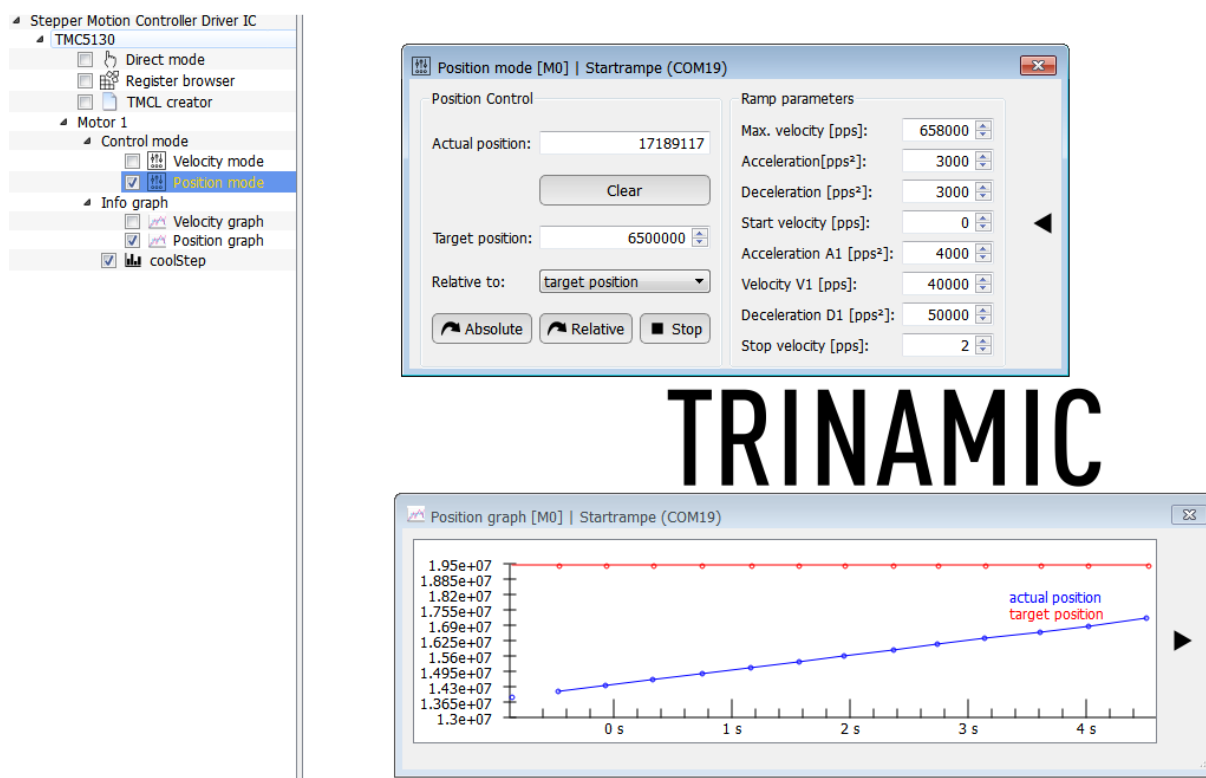 Stepper Motion Controller Driver IC
TMC5130
Direct mode
Register browser
TMCL creator
Motor 1
Control mode
Velocity mode
Position mode
Info graph
Velocity graph
Position graph
coolStep
Position mode [M0] | Startrampe (COM19)
Position Control
Actual position: 17189117
Clear
Target position: 6500000
Relative to: target position
Absolute Relative Stop
Ramp parameters
Max. velocity [pps]: 658000
Acceleration[pps²]: 3000
Deceleration [pps²]: 3000
Start velocity [pps]: 0
Acceleration A1 [pps²]: 4000
Velocity V1 [pps]: 40000
Deceleration D1 [pps²]: 50000
Stop velocity [pps]: 2
TRINAMIC
Position graph [M0] | Startrampe (COM19)
1.95e+07
1.885e+07
1.82e+07
1.755e+07
1.69e+07
1.625e+07
1.56e+07
1.495e+07
1.43e+07
1.365e+07
1.3e+07
actual position
target position
0 s 1 s 2 s 3 s 4 s